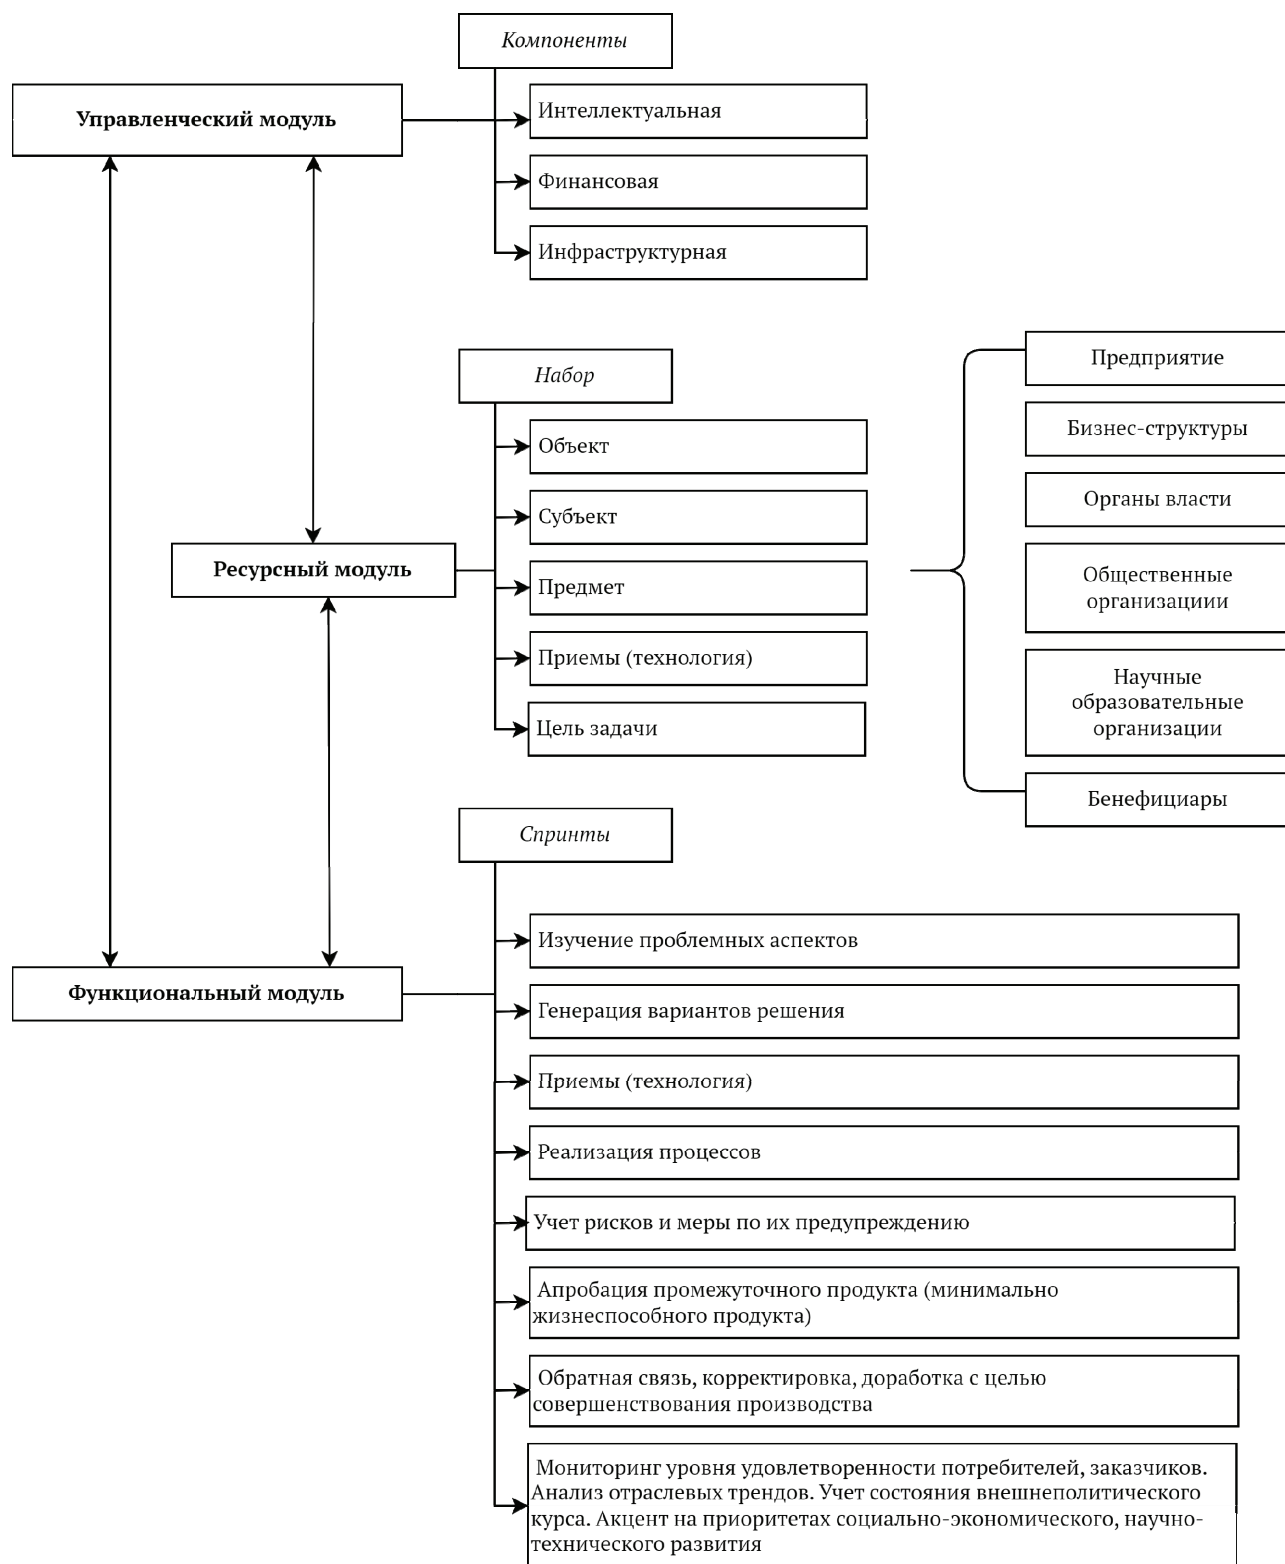 Компоненты
Управленческий модуль
Интеллектуальная
Финансовая
Инфраструктурная
Набор
Объект
Субъект
Предмет
Приемы (технология)
Цель задачи
Ресурсный модуль
Предприятие
Бизнес-структуры
Органы власти
Общественные
организациии
Научные
образовательные
организации
Бенефициары
Спринты
Функциональный модуль
Изучение проблемных аспектов
Генерация вариантов решения
Приемы (технология)
Реализация процессов
Учет рисков и меры по их предупреждению
Апробация промежуточного продукта (минимально
жизнеспособного продукта)
Обратная связь, корректировка, доработка с целью
совершенствования производства
Мониторинг уровня удовлетворенности потребителей, заказчиков.
Анализ отраслевых трендов. Учет состояния внешнеполитического
курса. Акцент на приоритетах социально-экономического, научно-
технического развития